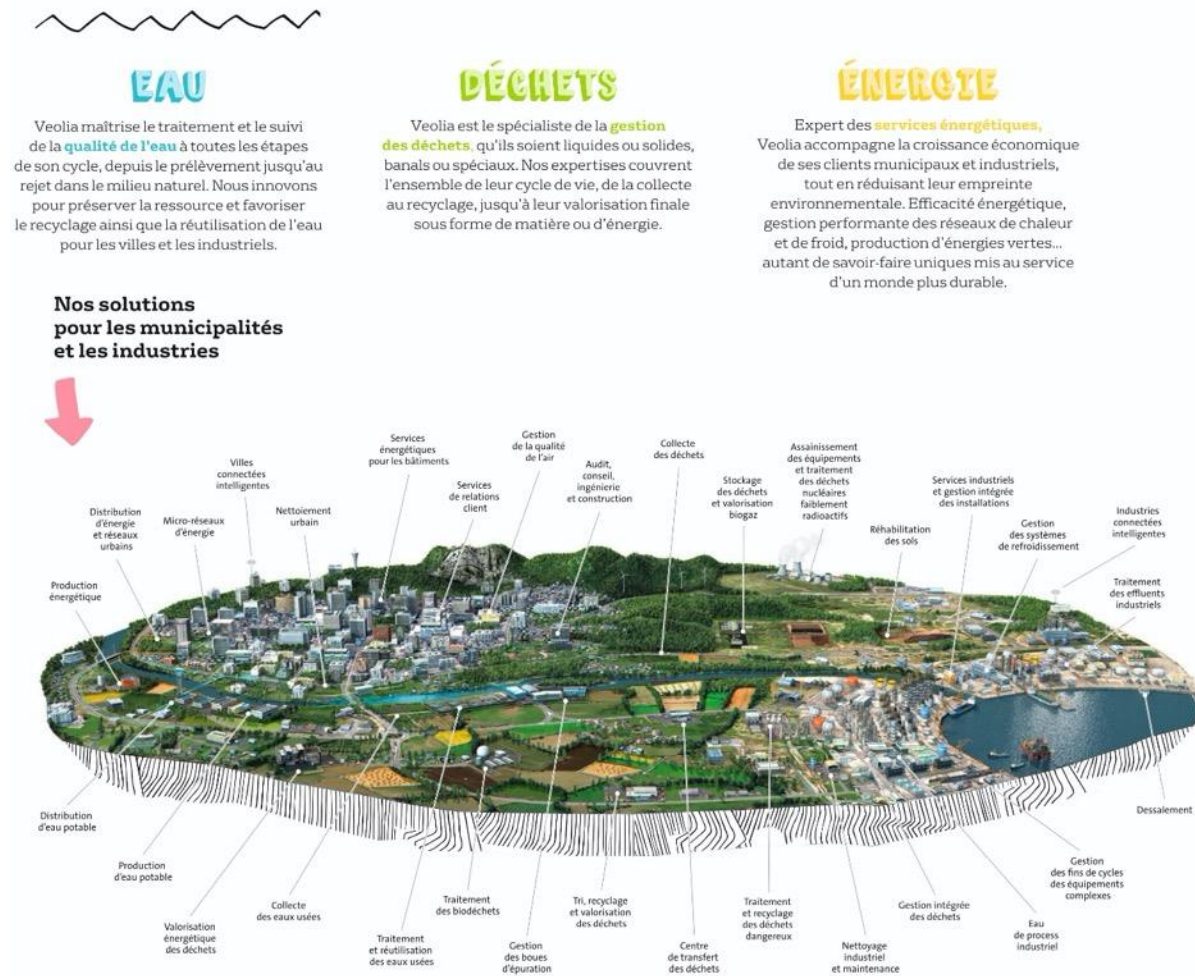 EAU
Veolia maîtrise le traitement et le suivi
de la qualité de l'eau à toutes les étapes
de son cycle, depuis le prélèvement jusqu'au
rejet dans le milieu naturel. Nous innovons
pour préserver la ressource et favoriser
le recyclage ainsi que la réutilisation de l'eau
pour les villes et les industriels.
DÉCHETS
Veolia est le spécialiste de la gestion
des déchets, qu'ils soient liquides ou solides,
banals ou spéciaux. Nos expertises couvrent
l'ensemble de leur cycle de vie, de la collecte
au recyclage, jusqu'à leur valorisation finale
sous forme de matière ou d'énergie.
ÉNERGIE
Expert des services énergétiques,
Veolia accompagne la croissance économique
de ses clients municipaux et industriels,
tout en réduisant leur empreinte
environnementale. Efficacité énergétique,
gestion performante des réseaux de chaleur
et de froid, production d'énergies vertes...
autant de savoir-faire uniques mis au service
d'un monde plus durable.
Nos solutions
pour les municipalités
et les industries
Production
énergétique
Distribution
d'énergie
et réseaux
urbains
Micro-réseaux
d'énergie
Villes
connectées
intelligentes
Nettoiement
urbain
Services
énergétiques
pour les bâtiments
Services
de relations
client
Gestion
de la qualité
de l'air
Audit,
conseil,
ingénierie
et construction
Collecte
des déchets
Stockage
des déchets
et valorisation
biogaz
Assainissement
des équipements
et traitement
des déchets
nucléaires
faiblement
radioactifs
Réhabilitation
des sols
Services industriels
et gestion intégrée
des installations
Gestion
des systèmes
de refroidissement
Industries
connectées
intelligentes
Traitement
des effluents
industriels
Distribution
d'eau potable
Production
d'eau potable
Valorisation
énergétique
des déchets
Collecte
des eaux usées
Traitement
et réutilisation
des eaux usées
Traitement
des biodéchets
Gestion
des boues
d'épuration
Tri, recyclage
et valorisation
des déchets
Centre
de transfert
des déchets
Traitement
et recyclage
des déchets
dangereux
Nettoyage
industriel
et maintenance
Gestion intégrée
des déchets
Eau
de process
industriel
Gestion
des fins de cycles
des équipements
complexes
Dessalement